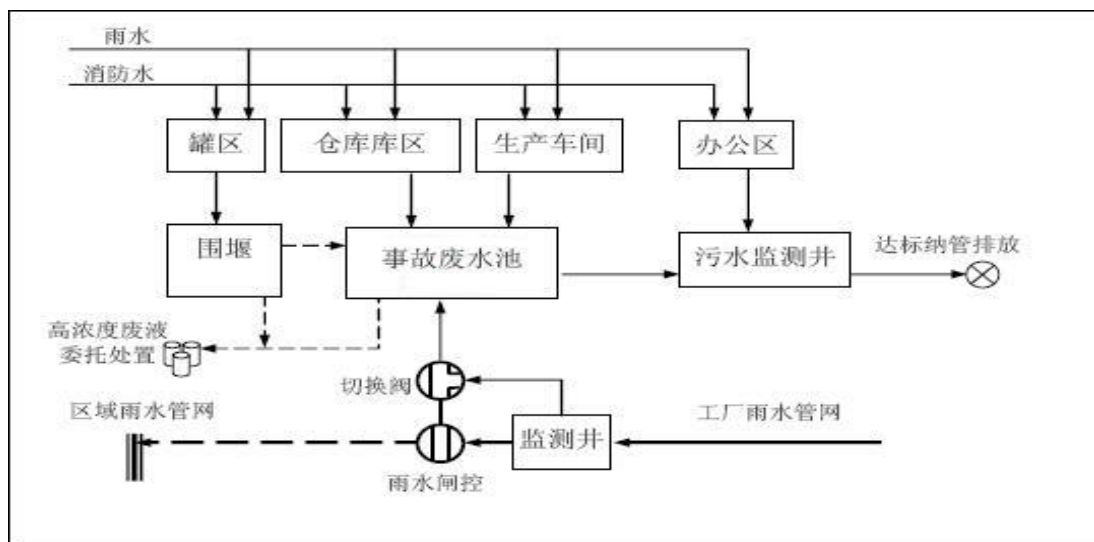 雨水
消防水
罐区
仓库库区
生产车间
办公区
围堰
事故废水池
污水监测井
达标纳管排放
高浓度废液
委托处置
切换阀
区域雨水管网
监测井
工厂雨水管网
雨水闸控